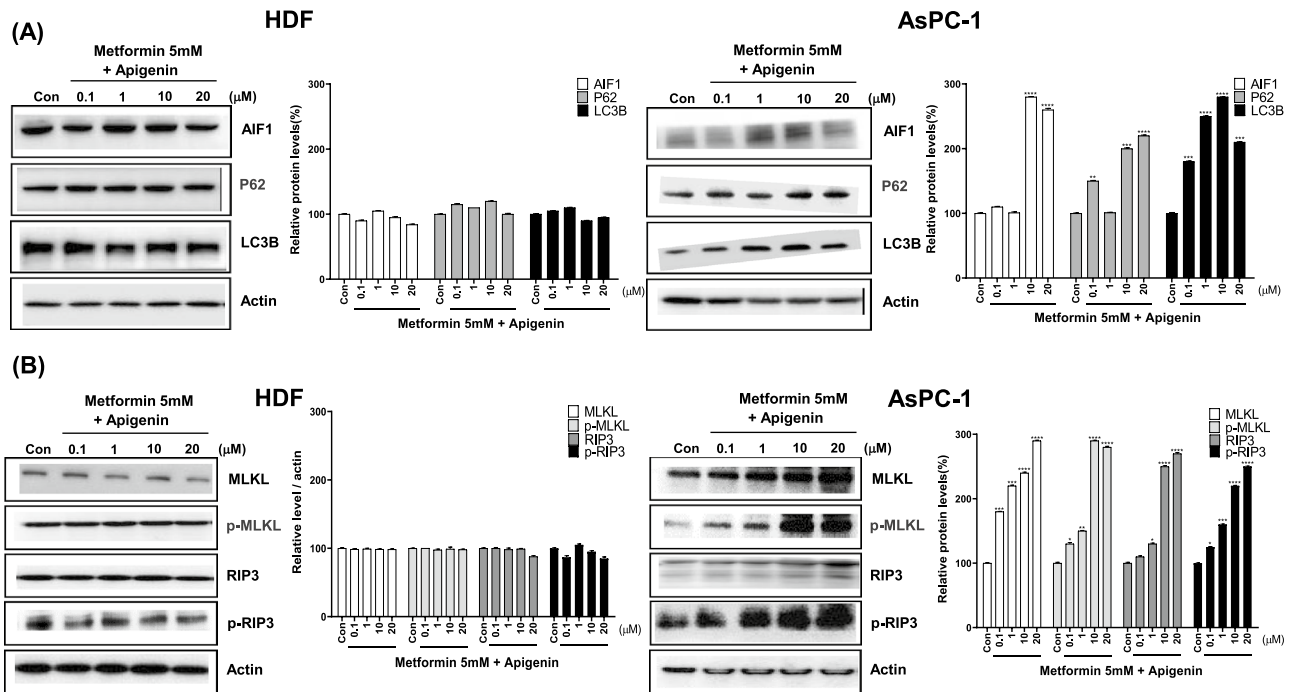 (A)
HDF
Metformin 5mM
+ Apigenin
Con 0.1 1 10 20 (μM)
AIF1
P62
LC3B
Actin
Relative protein levels(%)
300
200
100
0
AIF1
P62
LC3B
Con 0.1 1 10 20 Con 0.1 1 10 20 Con 0.1 1 10 20 (μM)
Metformin 5mM + Apigenin
AsPC-1
Metformin 5mM
+ Apigenin
Con 0.1 1 10 20 (μM)
AIF1
P62
LC3B
Actin
Relative protein levels(%)
300
200
100
0
AIF1
P62
LC3B
**** **** ** *** **** *** **** **** ***
Con 0.1 1 10 20 Con 0.1 1 10 20 Con 0.1 1 10 20 (μM)
Metformin 5mM + Apigenin
(B)
HDF
Metformin 5mM
+ Apigenin
Con 0.1 1 10 20 (μM)
MLKL
p-MLKL
RIP3
p-RIP3
Actin
Relative level / actin
300
200
100
0
MLKL
p-MLKL
RIP3
p-RIP3
Con 0.1 1 10 20 Con 0.1 1 10 20 Con 0.1 1 10 20 Con 0.1 1 10 20 (μM)
Metformin 5mM + Apigenin
AsPC-1
Metformin 5mM
+ Apigenin
Con 0.1 1 10 20 (μM)
MLKL
p-MLKL
RIP3
p-RIP3
Actin
Relative protein levels(%)
300
200
100
0
MLKL
p-MLKL
RIP3
p-RIP3
*** *** **** **** * ** **** **** * **** **** * *** **** ****
Con 0.1 1 10 20 Con 0.1 1 10 20 Con 0.1 1 10 20 Con 0.1 1 10 20 (μM)
Metformin 5mM + Apigenin